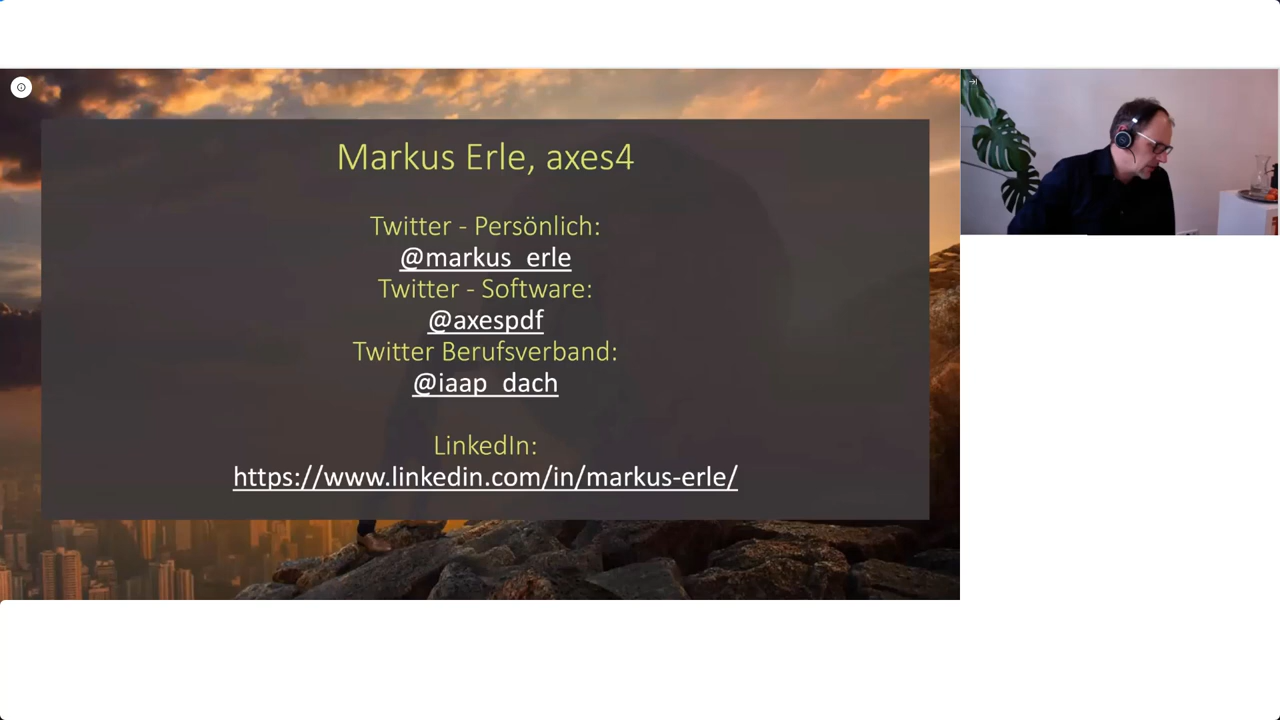 Markus Erle, axes4
Twitter - Persönlich:
@markus_erle
Twitter - Software:
@axespdf
Twitter Berufsverband:
@iaap_dach
LinkedIn:
https://www.linkedin.com/in/markus-erle/